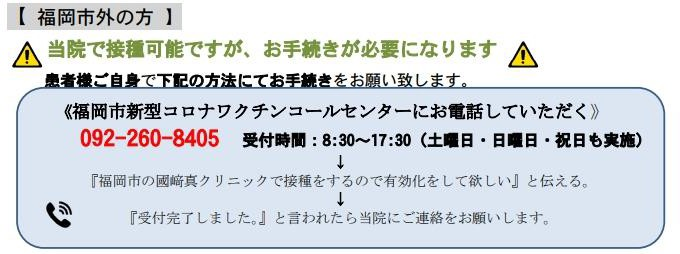 【 福岡市外の方 】
当院で接種可能ですが、お手続きが必要になります
患者様ご自身で下記の方法にてお手続きをお願い致します。
《福岡市新型コロナワクチンコールセンターにお電話していただく》
092-260-8405 受付時間：8:30～17:30（土曜日・日曜日・祝日も実施）
↓
『福岡市の國﨑真クリニックで接種をするので有効化をして欲しい』と伝える。
↓
『受付完了しました。』と言われたら当院にご連絡をお願いします。